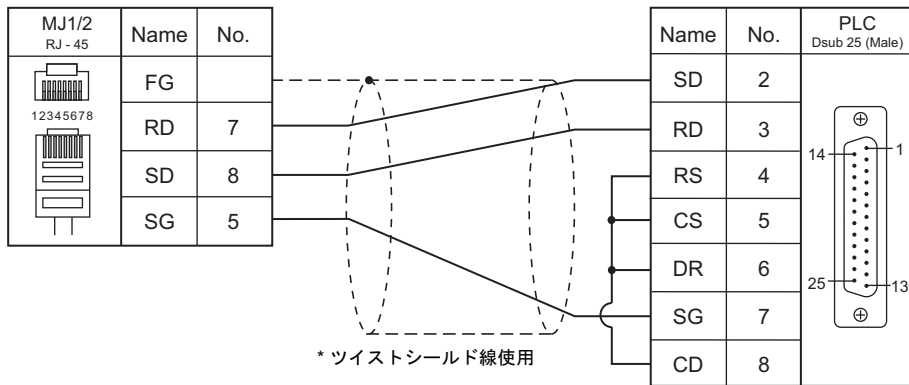 MJ1/2
RJ - 45
Name No.
FG
RD 7
SD 8
SG 5
12345678
* ツイストシールド線使用
Name No.
SD 2
RD 3
RS 4
CS 5
DR 6
SG 7
CD 8
PLC
Dsub 25 (Male)
14 1
25 13